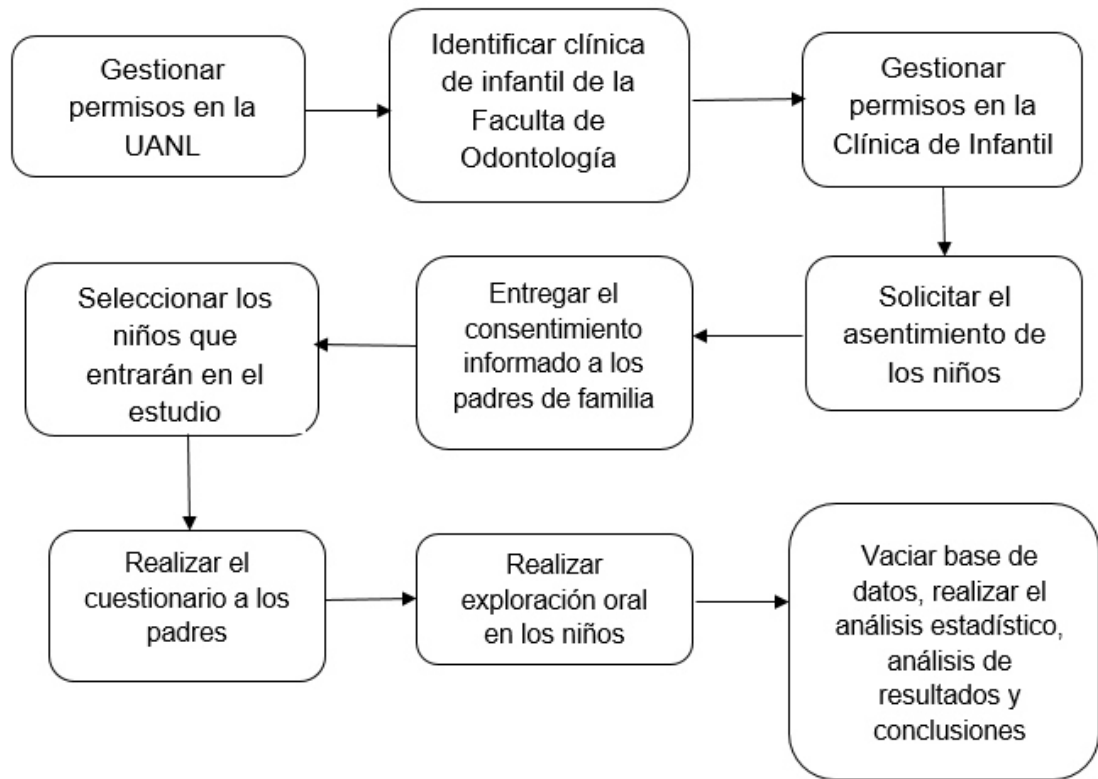 Gestionar
permisos en la
UANL
Identificar clínica
de infantil de la
Faculta de
Odontología
Gestionar
permisos en la
Clínica de Infantil
Solicitar el
asentimiento de
los niños
Entregar el
consentimiento
informado a los
padres de familia
Seleccionar los
niños que
entrarán en el
estudio
Realizar el
cuestionario a los
padres
Realizar
exploración oral
en los niños
Vaciar base de
datos, realizar el
análisis estadístico,
análisis de
resultados y
conclusiones